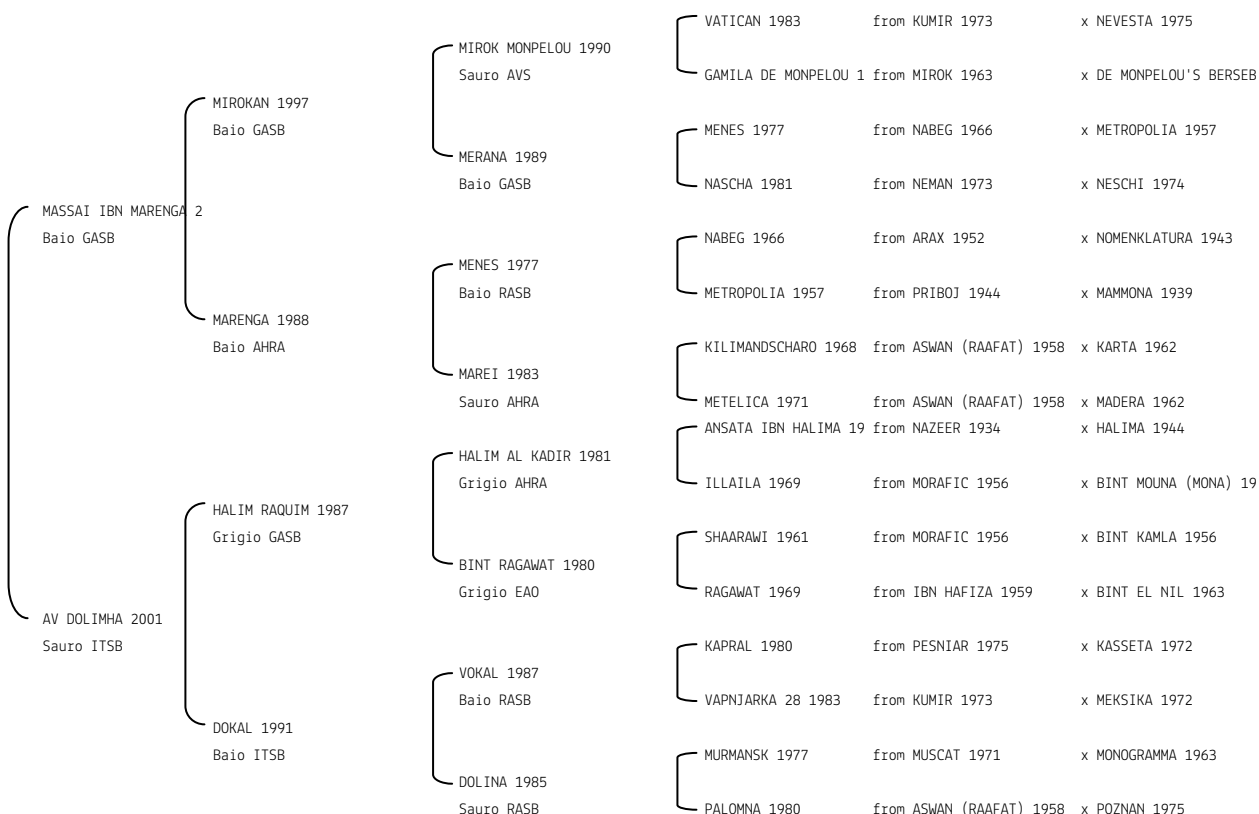 VATICAN 1983 from KUMIR 1973 x NEVESTA 1975
MIROK MONPELOU 1990
Sauro AVS
GAMILA DE MONPELOU 1 from MIROK 1963 x DE MONPELOU'S BERSEB
MIROKAN 1997
Baio GASB
MENES 1977 from NABEG 1966 x METROPOLIA 1957
MERANA 1989
Baio GASB
NASCHA 1981 from NEMAN 1973 x NESCHI 1974
MASSAI IBN MARENGA 2
Baio GASB
NABEG 1966 from ARAX 1952 x NOMENKLATURA 1943
MENES 1977
Baio RASB
METROPOLIA 1957 from PRIBOJ 1944 x MAMMONA 1939
MARENGA 1988
Baio AHRA
KILIMANDSCHARO 1968 from ASWAN (RAAFAT) 1958 x KARTA 1962
MAREI 1983
Sauro AHRA
METELICA 1971 from ASWAN (RAAFAT) 1958 x MADERA 1962
ANSATA IBN HALIMA 19 from NAZEER 1934 x HALIMA 1944
HALIM AL KADIR 1981
Grigio AHRA
ILLAILA 1969 from MORAFIC 1956 x BINT MOUNA (MONA) 19
HALIM RAQUIM 1987
Grigio GASB
SHAARAWI 1961 from MORAFIC 1956 x BINT KAMLA 1956
BINT RAGAWAT 1980
Grigio EAO
RAGAWAT 1969 from IBN HAFIZA 1959 x BINT EL NIL 1963
AV DOLIMHA 2001
Sauro ITSB
KAPRAL 1980 from PESNIAR 1975 x KASSETA 1972
VOKAL 1987
Baio RASB
VAPNJARKA 28 1983 from KUMIR 1973 x MEKSIKA 1972
DOKAL 1991
Baio ITSB
MURMANSK 1977 from MUSCAT 1971 x MONOGRAMMA 1963
DOLINA 1985
Sauro RASB
PALOMNA 1980 from ASWAN (RAAFAT) 1958 x POZNAN 1975